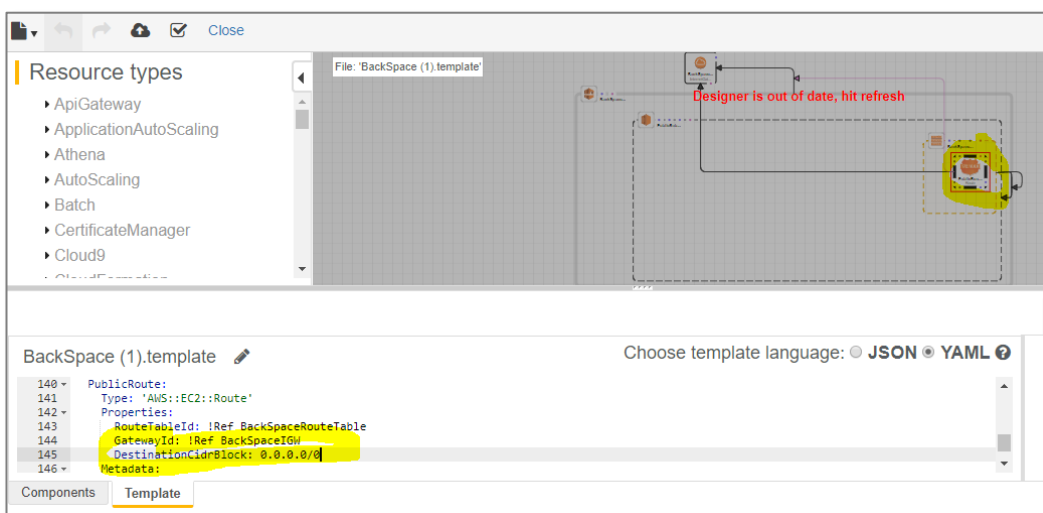 Close
Resource types
ApiGateway
ApplicationAutoScaling
Athena
AutoScaling
Batch
CertificateManager
Cloud9
CloudFormation
File: 'BackSpace (1).template'
Designer is out of date, hit refresh
BackSpace (1).template
Choose template language: JSON YAML
140 PublicRoute:
141 Type: 'AWS::EC2::Route'
142 Properties:
143 RouteTableId: !Ref BackSpaceRouteTable
144 GatewayId: !Ref BackSpaceIGW
145 DestinationCidrBlock: 0.0.0.0/0
146 Metadata:
Components Template